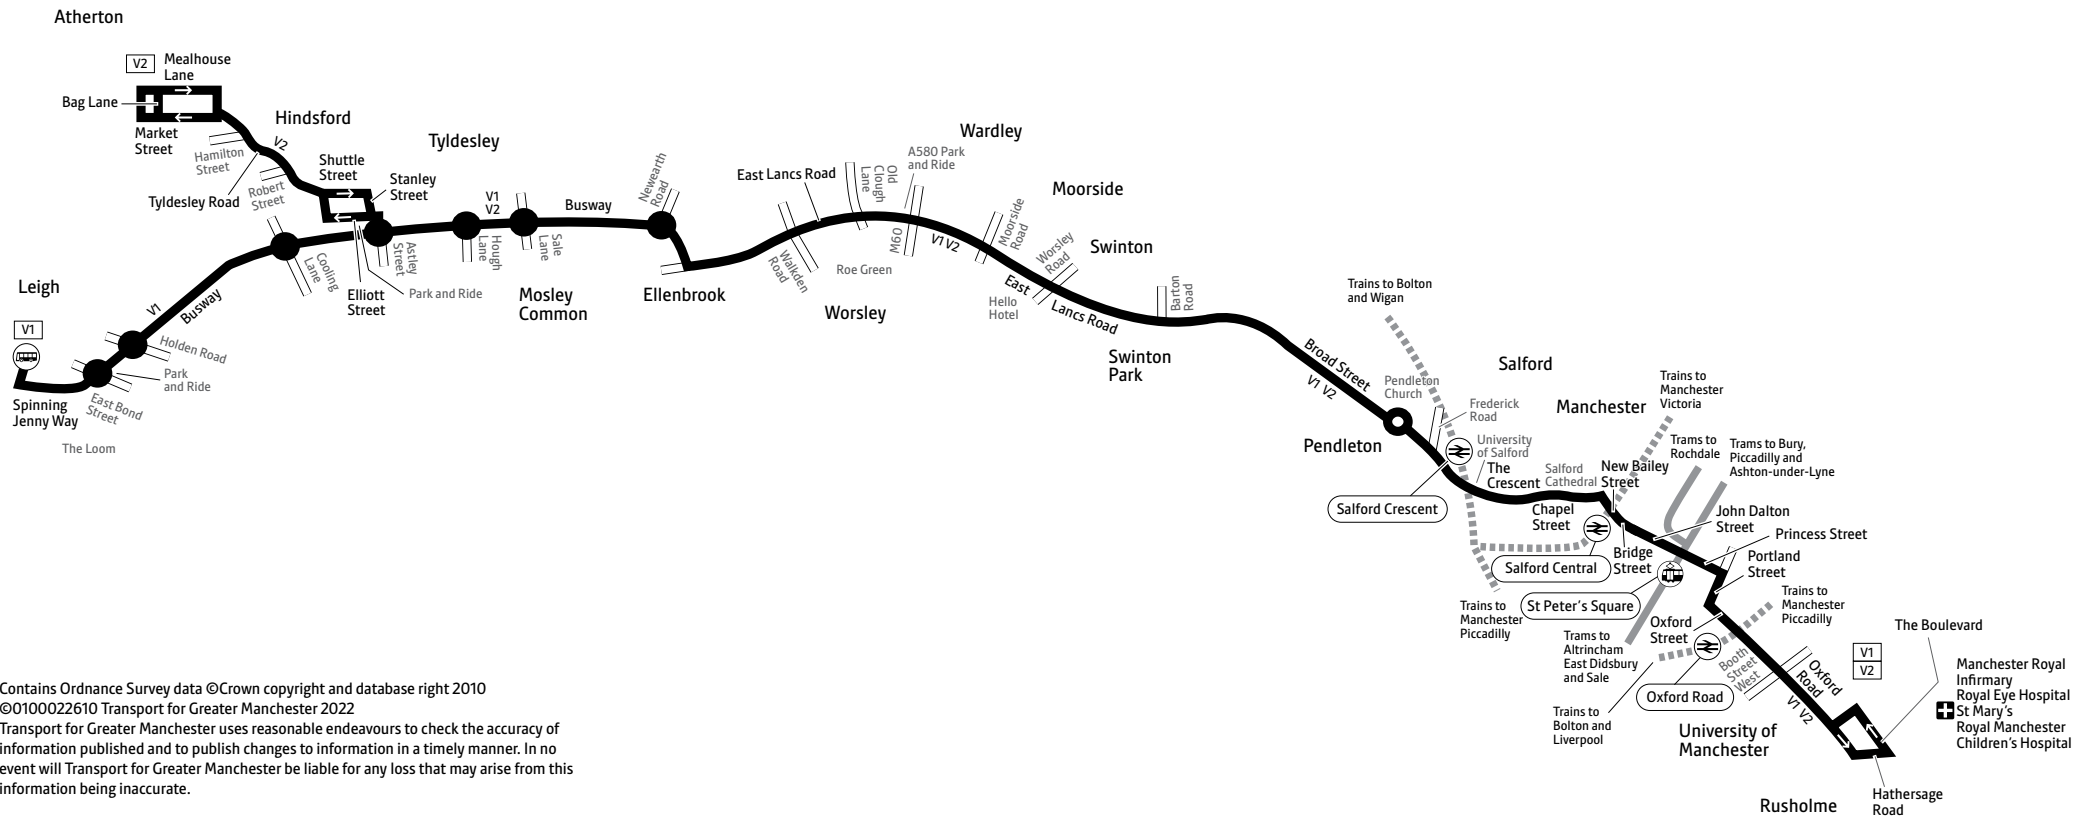 Atherton
V2
Mealhouse
Lane
Bag Lane
Market
Street
Hindsford
V2
Hamilton
Street
Tyldesley Road
Robert
Street
Shuttle
Street
Stanley
Street
Tyldesley
V1
V2
Busway
Newearth
Road
Cooling
Lane
Elliott
Street
Astley
Street
Park and Ride
Hough
Lane
Sale
Lane
Mosley
Common
Ellenbrook
Leigh
V1
V1
Busway
Holden Road
Park
and Ride
East Bond
Street
Spinning
Jenny Way
The Loom
East Lancs Road
Old
Clough
Lane
Walkden
Road
Roe Green
Worsley
Wardley
A580 Park
and Ride
M60
V1 V2
Moorside
Moorside
Road
Swinton
Worsley
Road
East
Lancs Road
Hello
Hotel
Barton
Road
Swinton
Park
Trains to Bolton
and Wigan
Broad Street
V1 V2
Pendleton
Church
Pendleton
Frederick
Road
University
of Salford
The
Crescent
Salford Crescent
Salford
Manchester
Salford
Cathedral
New Bailey
Street
Trains to
Manchester
Victoria
Trams to
Rochdale
Trams to Bury,
Piccadilly and
Ashton-under-Lyne
Chapel
Street
Salford Central
Bridge
Street
John Dalton
Street
Princess Street
Portland
Street
St Peter's Square
Trains to
Manchester
Piccadilly
Trains to
Manchester
Piccadilly
Trams to
Altrincham
East Didsbury
and Sale
Oxford
Street
Oxford Road
Trains to
Bolton and
Liverpool
Booth
Street
West
Oxford
Road
V1 V2
V1
V2
The Boulevard
University of
Manchester
Manchester Royal
Infirmary
Royal Eye Hospital
St Mary's
Royal Manchester
Children's Hospital
Hathersage
Road
Rusholme
Contains Ordnance Survey data ©Crown copyright and database right 2010
©0100022610 Transport for Greater Manchester 2022
Transport for Greater Manchester uses reasonable endeavours to check the accuracy of
information published and to publish changes to information in a timely manner. In no
event will Transport for Greater Manchester be liable for any loss that may arise from this
information being inaccurate.